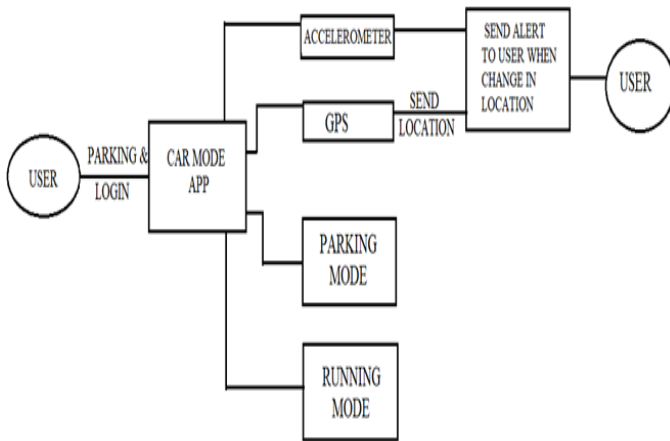 USER
PARKING &
LOGIN
CAR MODE
APP
ACCELEROMETER
GPS
SEND
LOCATION
SEND ALERT
TO USER WHEN
CHANGE IN
LOCATION
USER
PARKING
MODE
RUNNING
MODE